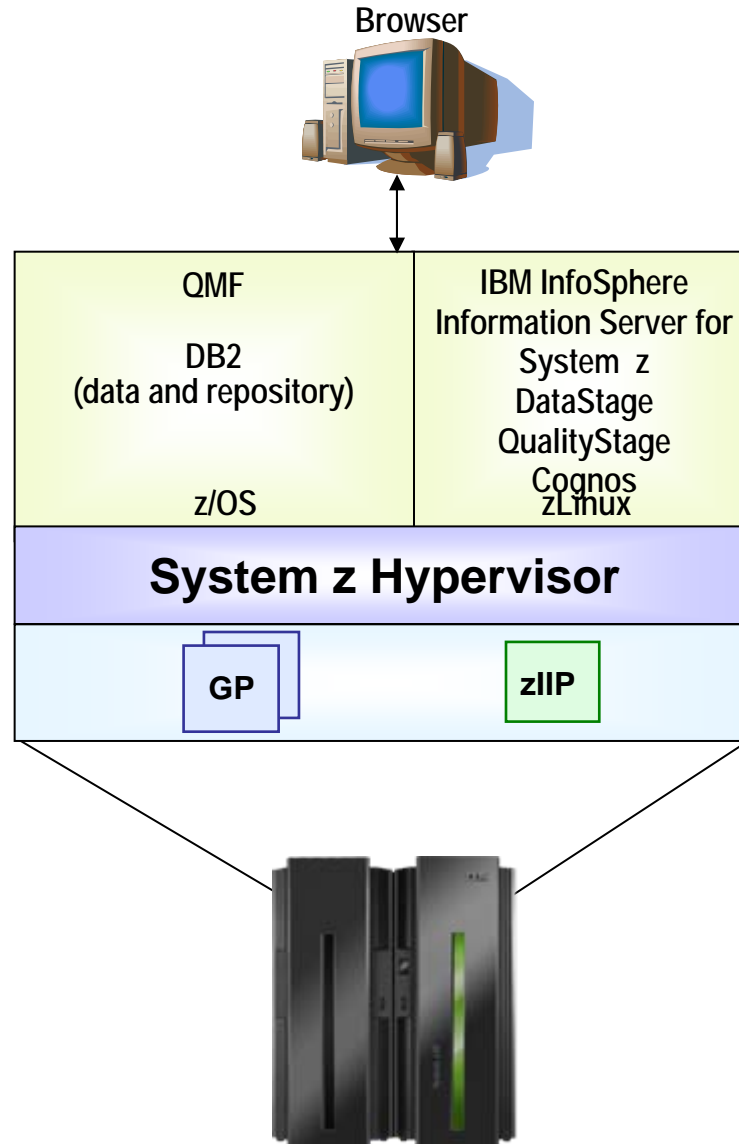 Browser
QMF
DB2
(data and repository)
z/OS
IBM InfoSphere
Information Server for
System z
DataStage
QualityStage
Cognos
zLinux
System z Hypervisor
GP
zIIP